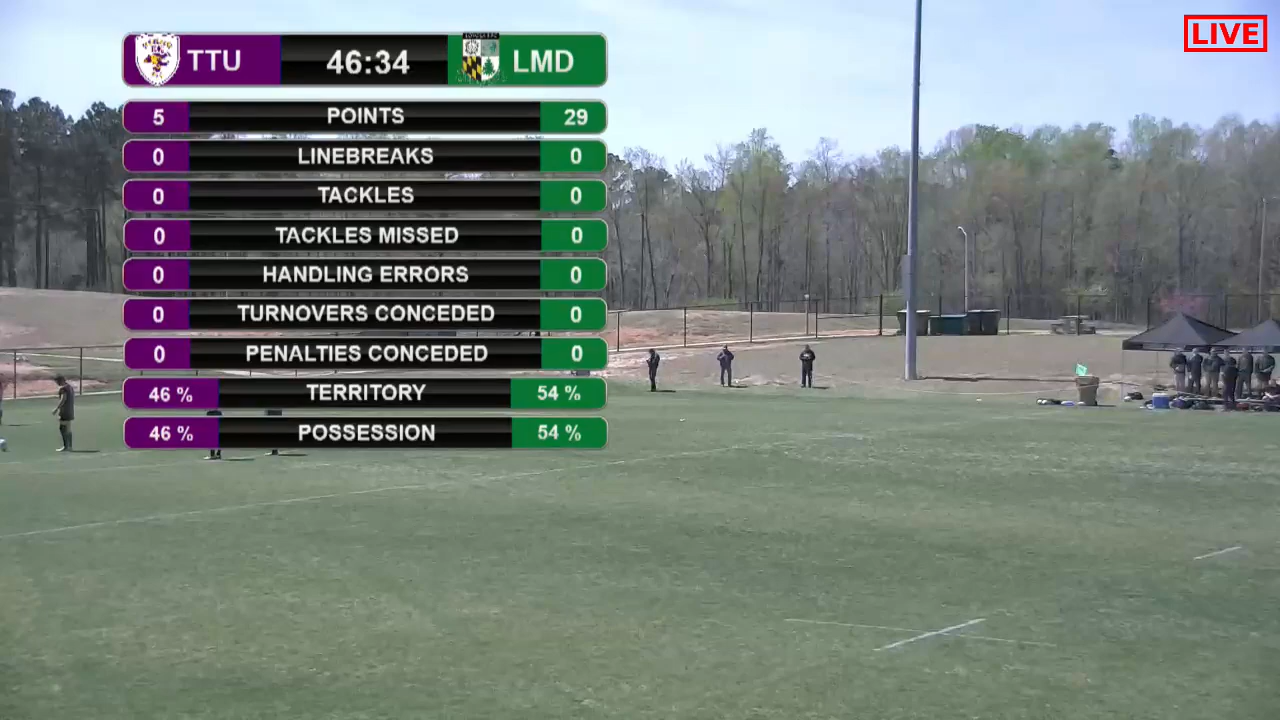 LIVE
TTU 46:34 LMD
5 POINTS 29
0 LINEBREAKS 0
0 TACKLES 0
0 TACKLES MISSED 0
0 HANDLING ERRORS 0
0 TURNOVERS CONCEDED 0
0 PENALTIES CONCEDED 0
46 % TERRITORY 54 %
46 % POSSESSION 54 %